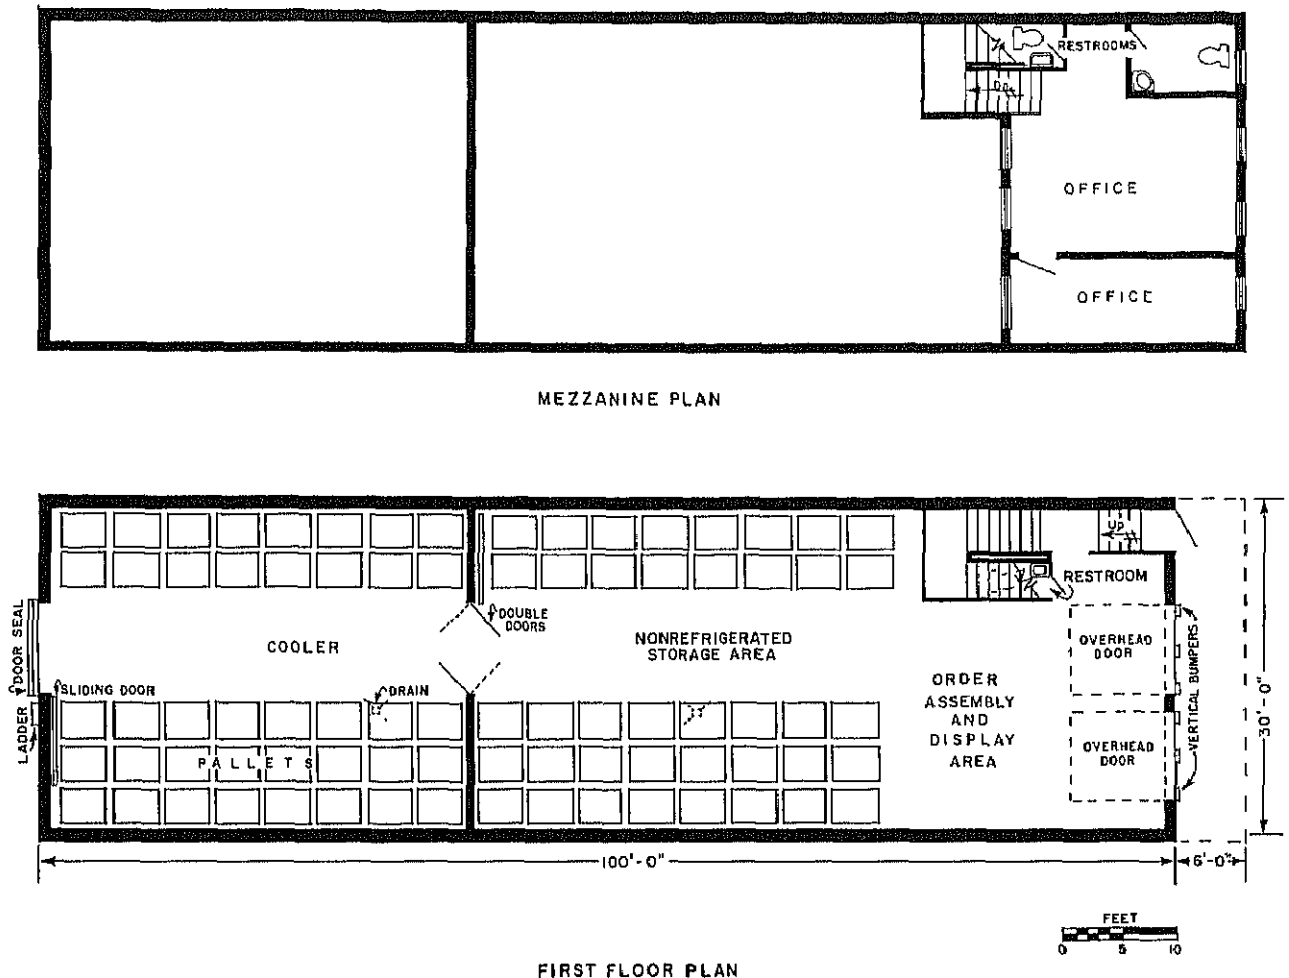 RESTROOMS
DN
OFFICE
OFFICE
MEZZANINE PLAN
UP
RESTROOM
DOUBLE
DOORS
COOLER
NONREFRIGERATED
STORAGE AREA
OVERHEAD
DOOR
DOOR SEAL
SLIDING DOOR
DRAIN
ORDER
ASSEMBLY
AND
DISPLAY
AREA
VERTICAL BUMPERS
30'-0"
LADDER
PALLETS
OVERHEAD
DOOR
100'-0"
6'-0"
FEET
0 5 10
FIRST FLOOR PLAN